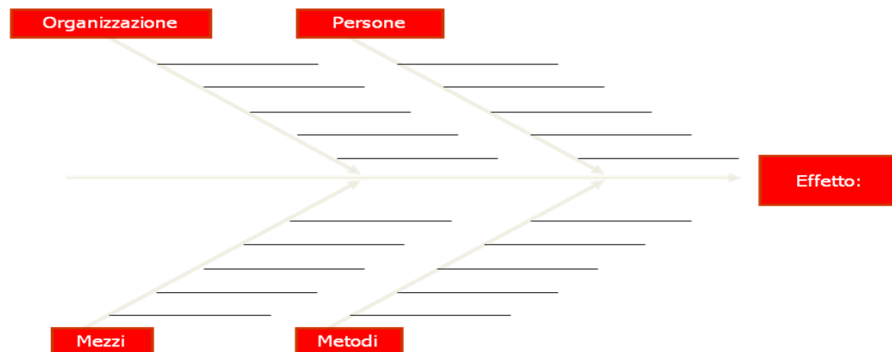 Organizzazione
Persone
Effetto:
Mezzi
Metodi